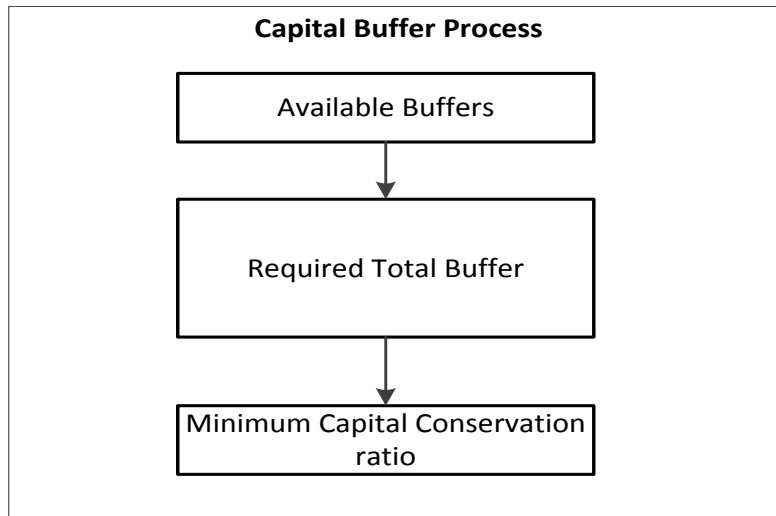 Capital Buffer Process
Available Buffers
Required Total Buffer
Minimum Capital Conservation
ratio